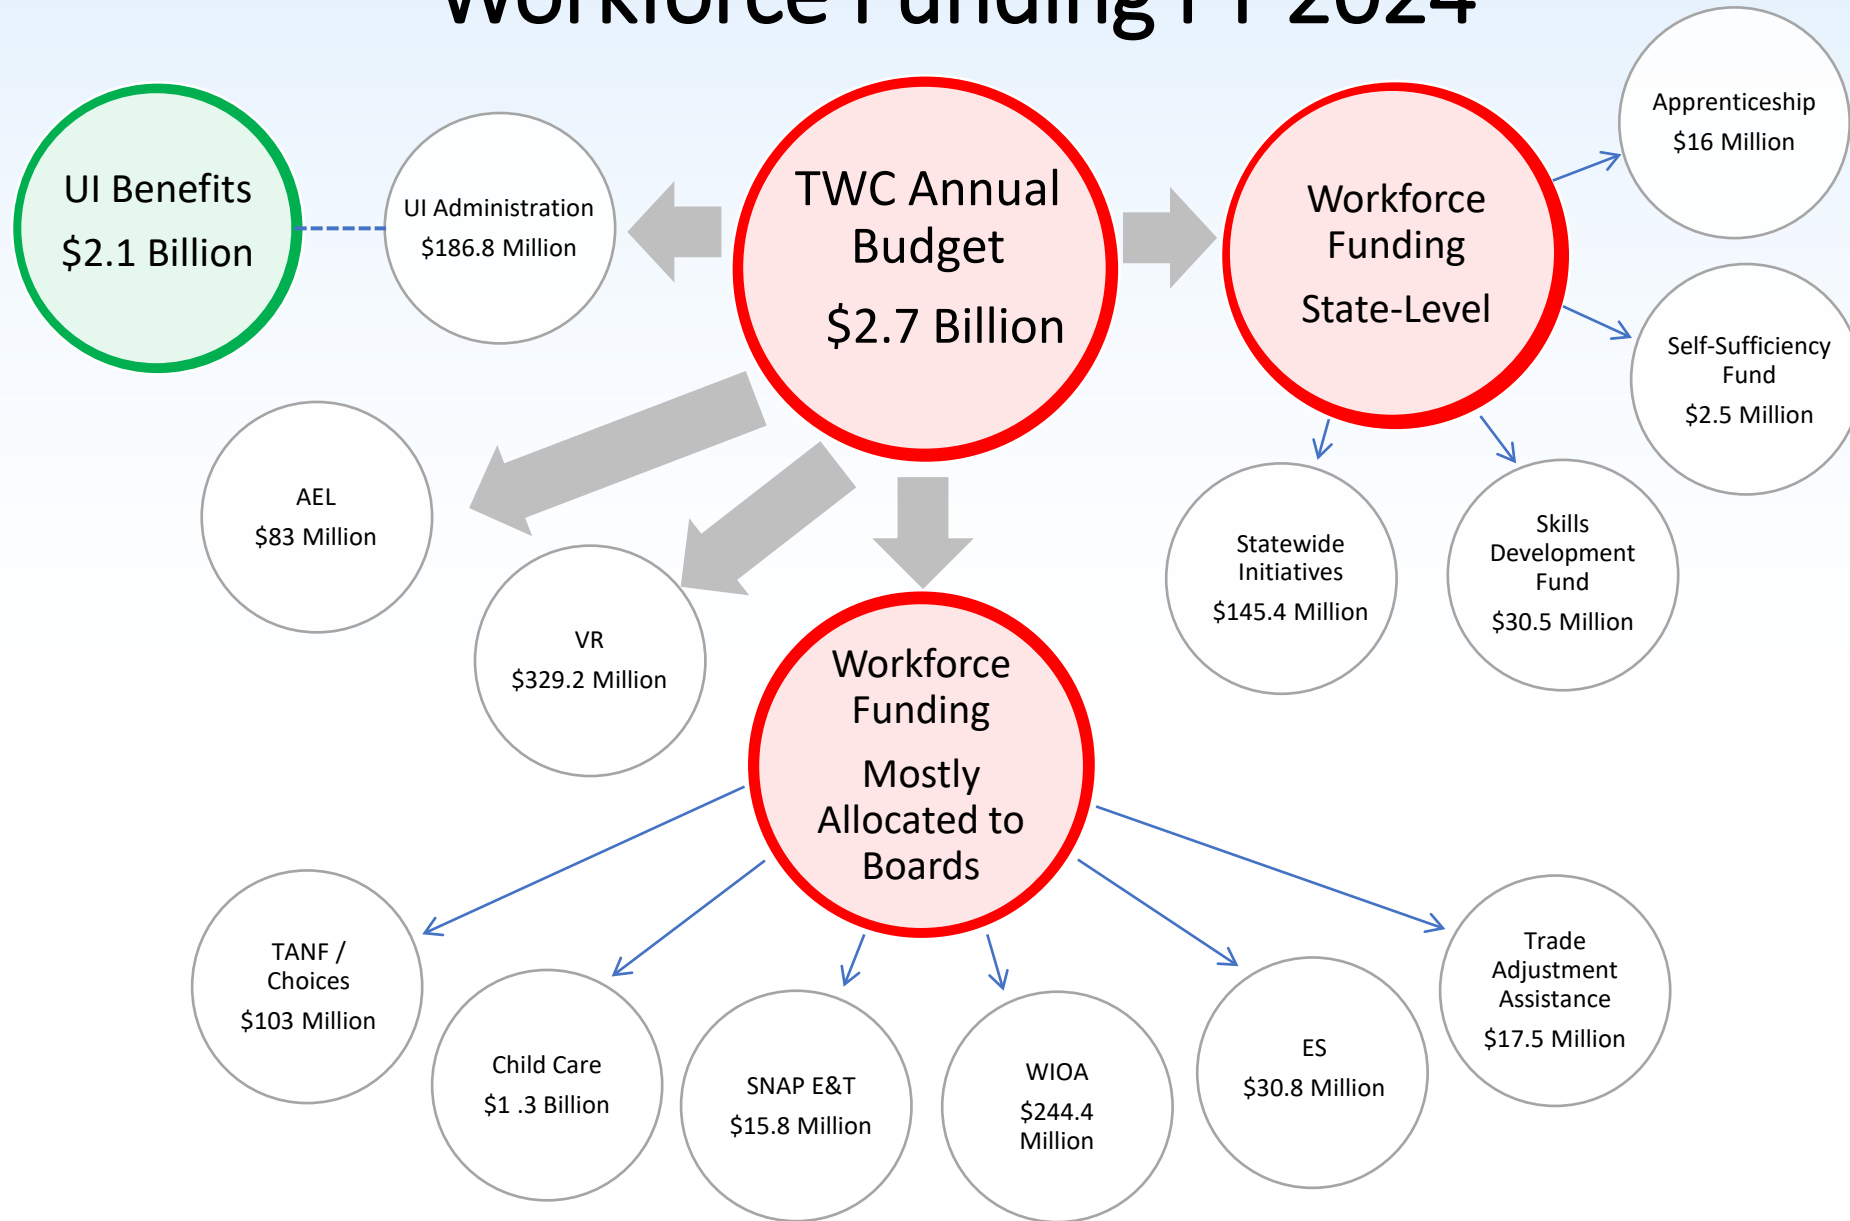 Workforce Funding FY 2024
UI Benefits
$2.1 Billion
UI Administration
$186.8 Million
TWC Annual
Budget
$2.7 Billion
Workforce
Funding
State-Level
Apprenticeship
$16 Million
Self-Sufficiency
Fund
$2.5 Million
Statewide
Initiatives
$145.4 Million
Skills
Development
Fund
$30.5 Million
AEL
$83 Million
VR
$329.2 Million
Workforce
Funding
Mostly
Allocated to
Boards
TANF /
Choices
$103 Million
Child Care
$1 .3 Billion
SNAP E&T
$15.8 Million
WIOA
$244.4
Million
ES
$30.8 Million
Trade
Adjustment
Assistance
$17.5 Million